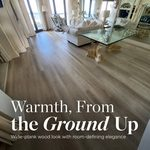 Warmth, From
the Ground Up
Wide-plank wood look with room-defining elegance